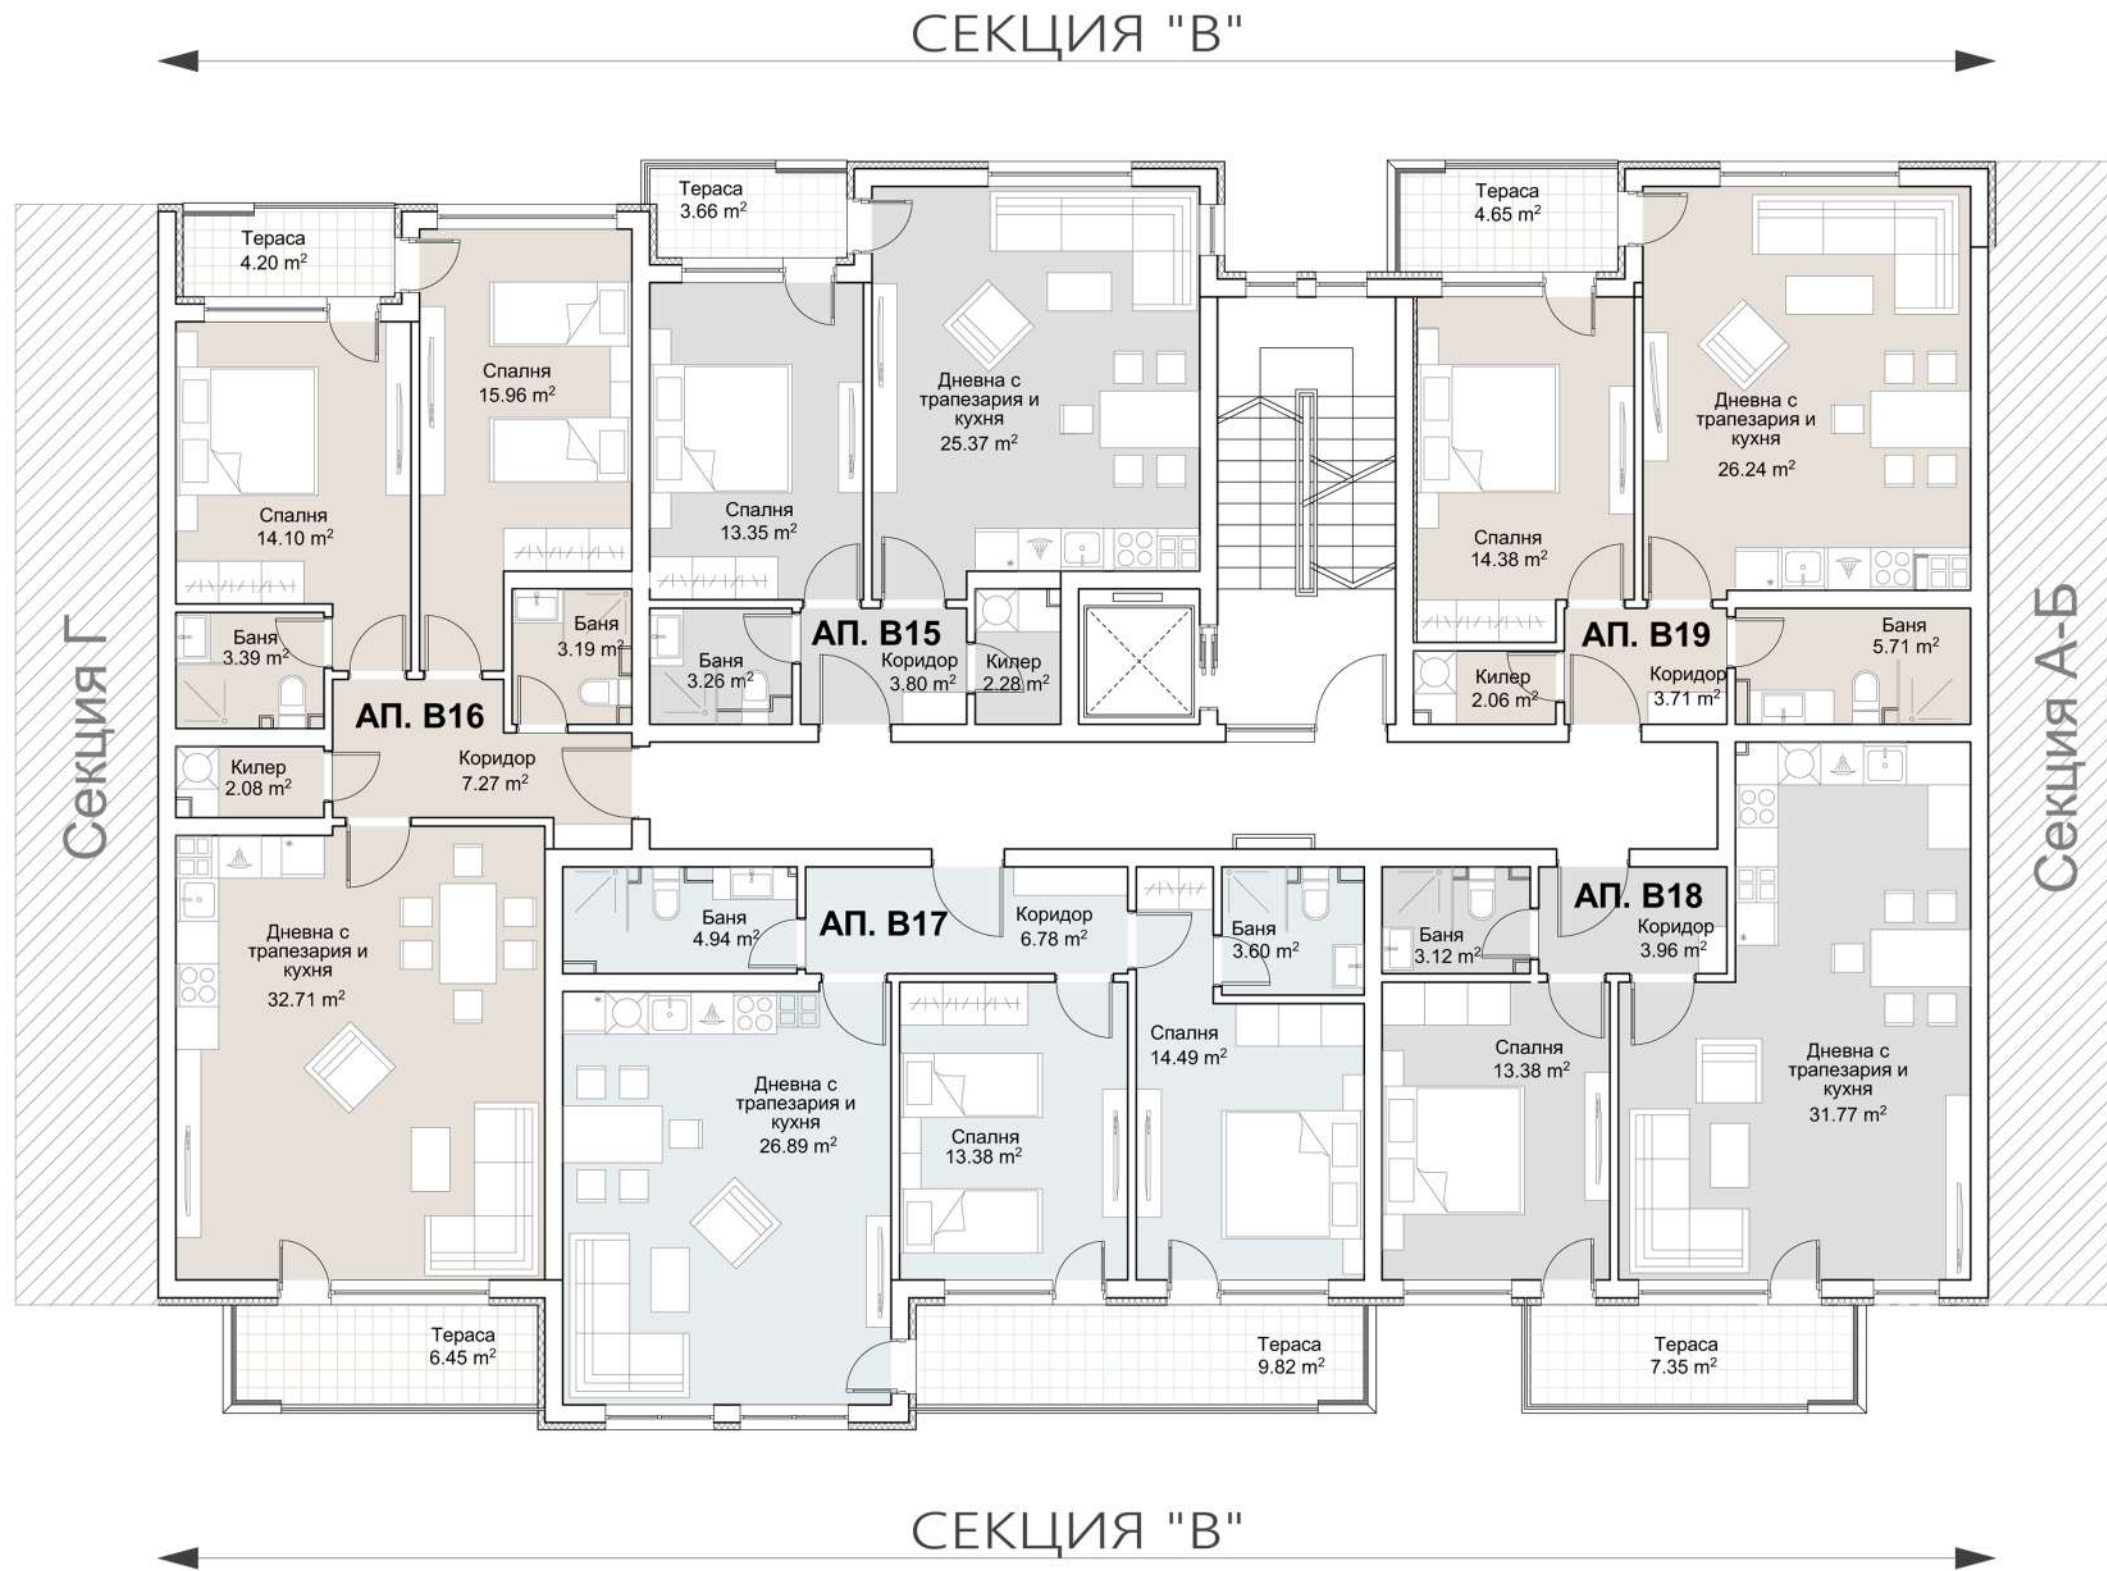 СЕКЦИЯ "В"
Секция Г
Секция А-Б
Тераса
4.20 m²
Спалня
15.96 m²
Спалня
14.10 m²
Баня
3.39 m²
Баня
3.19 m²
АП. В16
Коридор
7.27 m²
Килер
2.08 m²
Дневна с
трапезария и
кухня
32.71 m²
Тераса
6.45 m²
Тераса
3.66 m²
Дневна с
трапезария и
кухня
25.37 m²
Спалня
13.35 m²
АП. В15
Баня
3.26 m²
Коридор
3.80 m²
Килер
2.28 m²
Тераса
4.65 m²
Дневна с
трапезария и
кухня
26.24 m²
Спалня
14.38 m²
АП. В19
Килер
2.06 m²
Коридор
3.71 m²
Баня
5.71 m²
Баня
4.94 m²
АП. В17
Коридор
6.78 m²
Баня
3.60 m²
Дневна с
трапезария и
кухня
26.89 m²
Спалня
13.38 m²
Спалня
14.49 m²
Тераса
9.82 m²
АП. В18
Баня
3.12 m²
Коридор
3.96 m²
Спалня
13.38 m²
Дневна с
трапезария и
кухня
31.77 m²
Тераса
7.35 m²
СЕКЦИЯ "В"